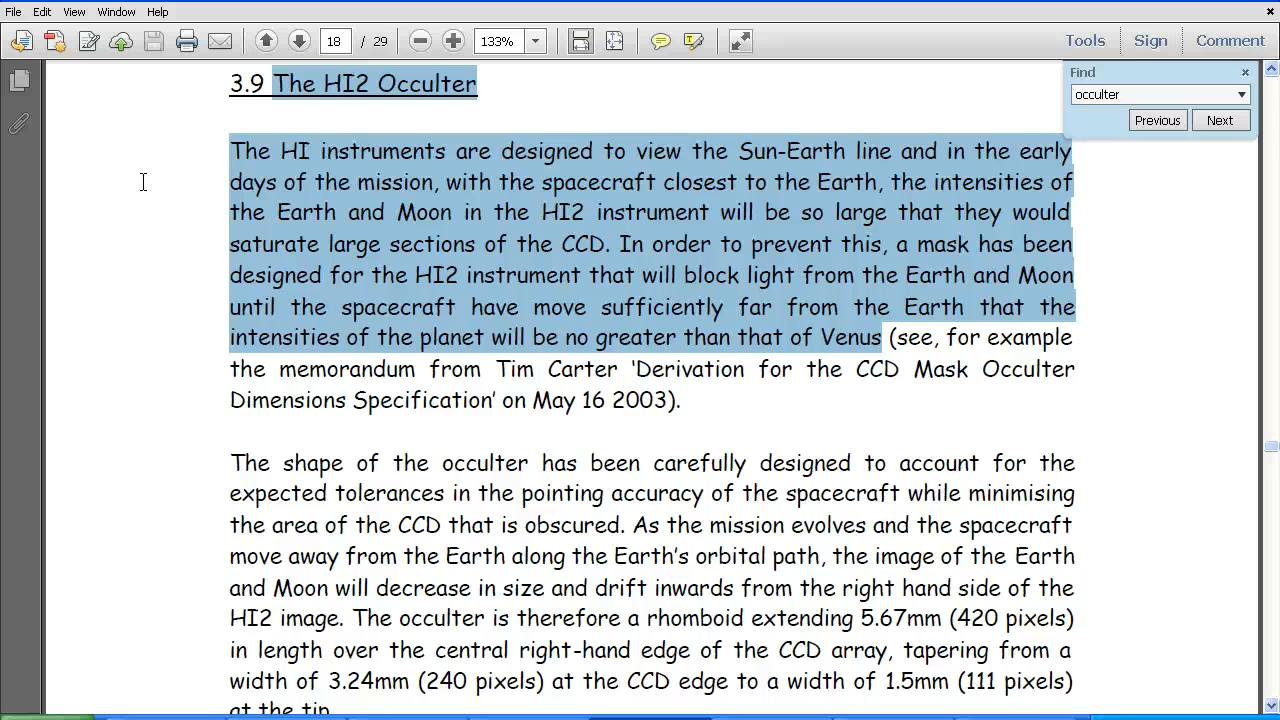 File Edit View Window Help
18 / 29 133% Tools Sign Comment
Find
occulter
Previous Next
3.9 The HI2 Occulter
The HI instruments are designed to view the Sun-Earth line and in the early
days of the mission, with the spacecraft closest to the Earth, the intensities of
the Earth and Moon in the HI2 instrument will be so large that they would
saturate large sections of the CCD. In order to prevent this, a mask has been
designed for the HI2 instrument that will block light from the Earth and Moon
until the spacecraft have move sufficiently far from the Earth that the
intensities of the planet will be no greater than that of Venus (see, for example
the memorandum from Tim Carter ‘Derivation for the CCD Mask Occulter
Dimensions Specification’ on May 16 2003).
The shape of the occulter has been carefully designed to account for the
expected tolerances in the pointing accuracy of the spacecraft while minimising
the area of the CCD that is obscured. As the mission evolves and the spacecraft
move away from the Earth along the Earth’s orbital path, the image of the Earth
and Moon will decrease in size and drift inwards from the right hand side of the
HI2 image. The occulter is therefore a rhomboid extending 5.67mm (420 pixels)
in length over the central right-hand edge of the CCD array, tapering from a
width of 3.24mm (240 pixels) at the CCD edge to a width of 1.5mm (111 pixels)
at the tip.